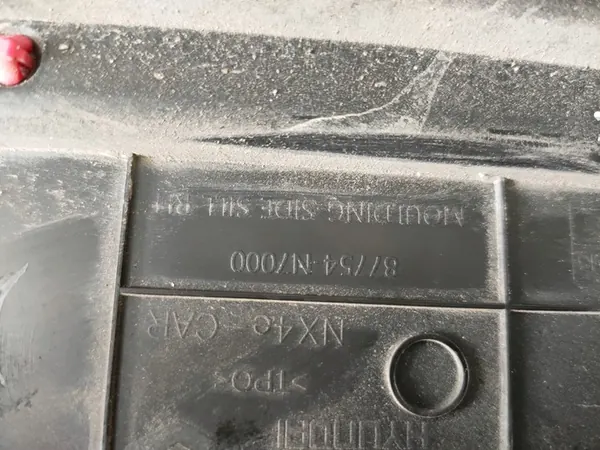 MOULDING SIDE SILL RH
87754-N7000
NX4e-CAR
>TPO<
HYUNDAI